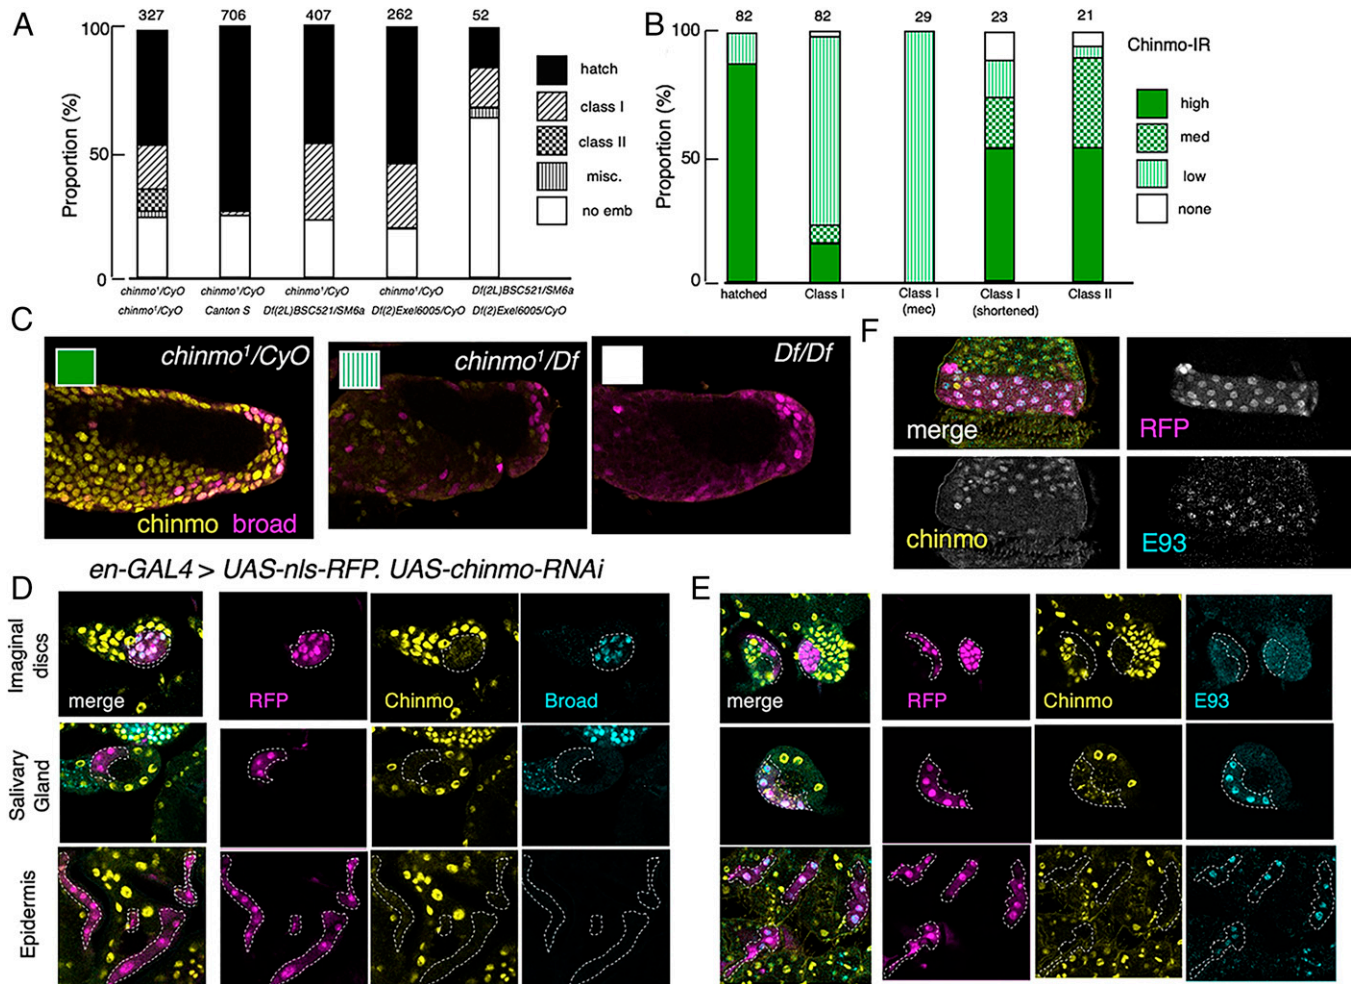 A
327 706 407 262 52
100
50
0
Proportion (%)
hatch
class I
class II
misc.
no emb
chinmo¹/CyO chinmo¹/CyO chinmo¹/CyO chinmo¹/CyO Df(2L)BSC521/SM6a
chinmo¹/CyO Canton S Df(2L)BSC521/SM6a Df(2)Exel6005/CyO Df(2)Exel6005/CyO
B
82 82 29 23 21
100
50
0
Proportion (%)
Chinmo-IR
high
med
low
none
hatched Class I Class I Class I Class II
(mec) (shortened)
C
chinmo¹/CyO
chinmo¹/Df
Df/Df
chinmo broad
F
merge
RFP
chinmo
E93
en-GAL4 > UAS-nls-RFP. UAS-chinmo-RNAi
D
Imaginal
discs
merge RFP Chinmo Broad
Salivary
Gland
Epidermis
E
merge RFP Chinmo E93